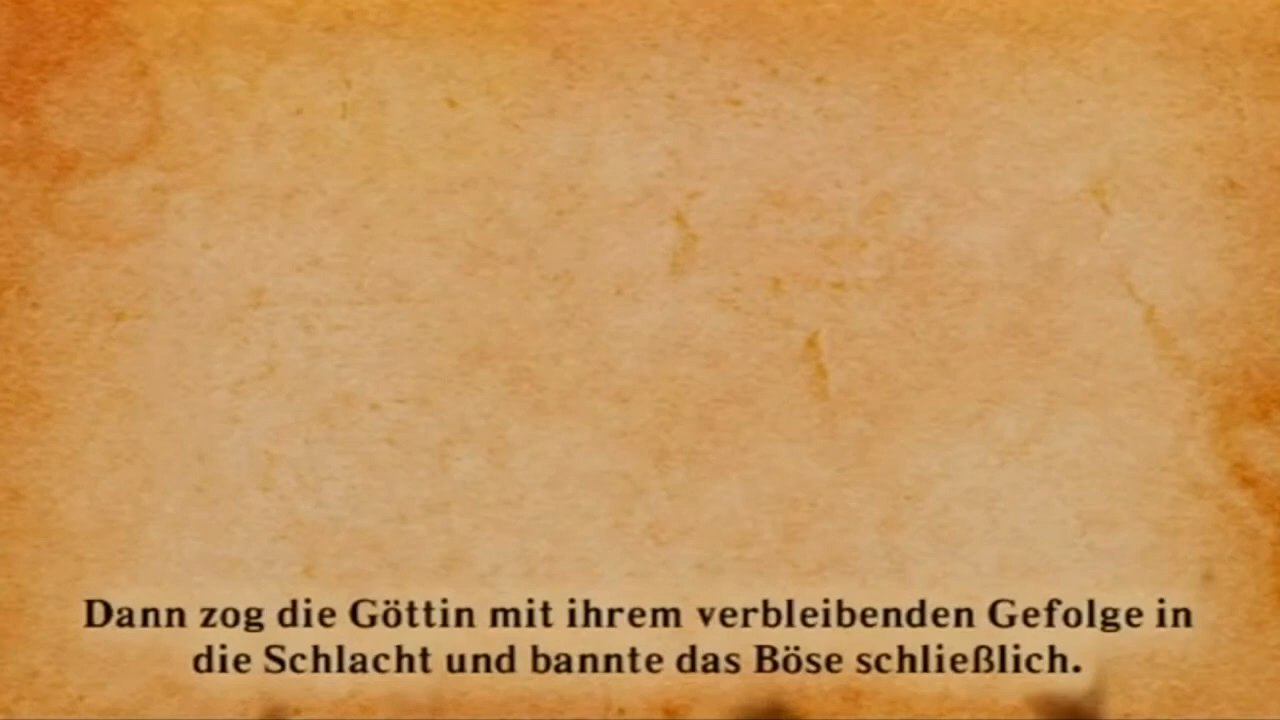 Dann zog die Göttin mit ihrem verbleibenden Gefolge in
die Schlacht und bannte das Böse schließlich.